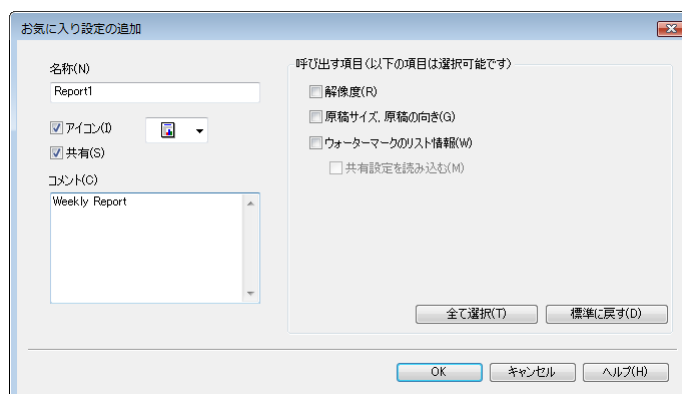 お気に入り設定の追加
名称(N)
Report1
アイコン(I)
共有(S)
コメント(C)
Weekly Report
呼び出す項目(以下の項目は選択可能です)
解像度(R)
原稿サイズ, 原稿の向き(G)
ウォーターマークのリスト情報(W)
共有設定を読み込む(M)
全て選択(T)
標準に戻す(D)
OK
キャンセル
ヘルプ(H)